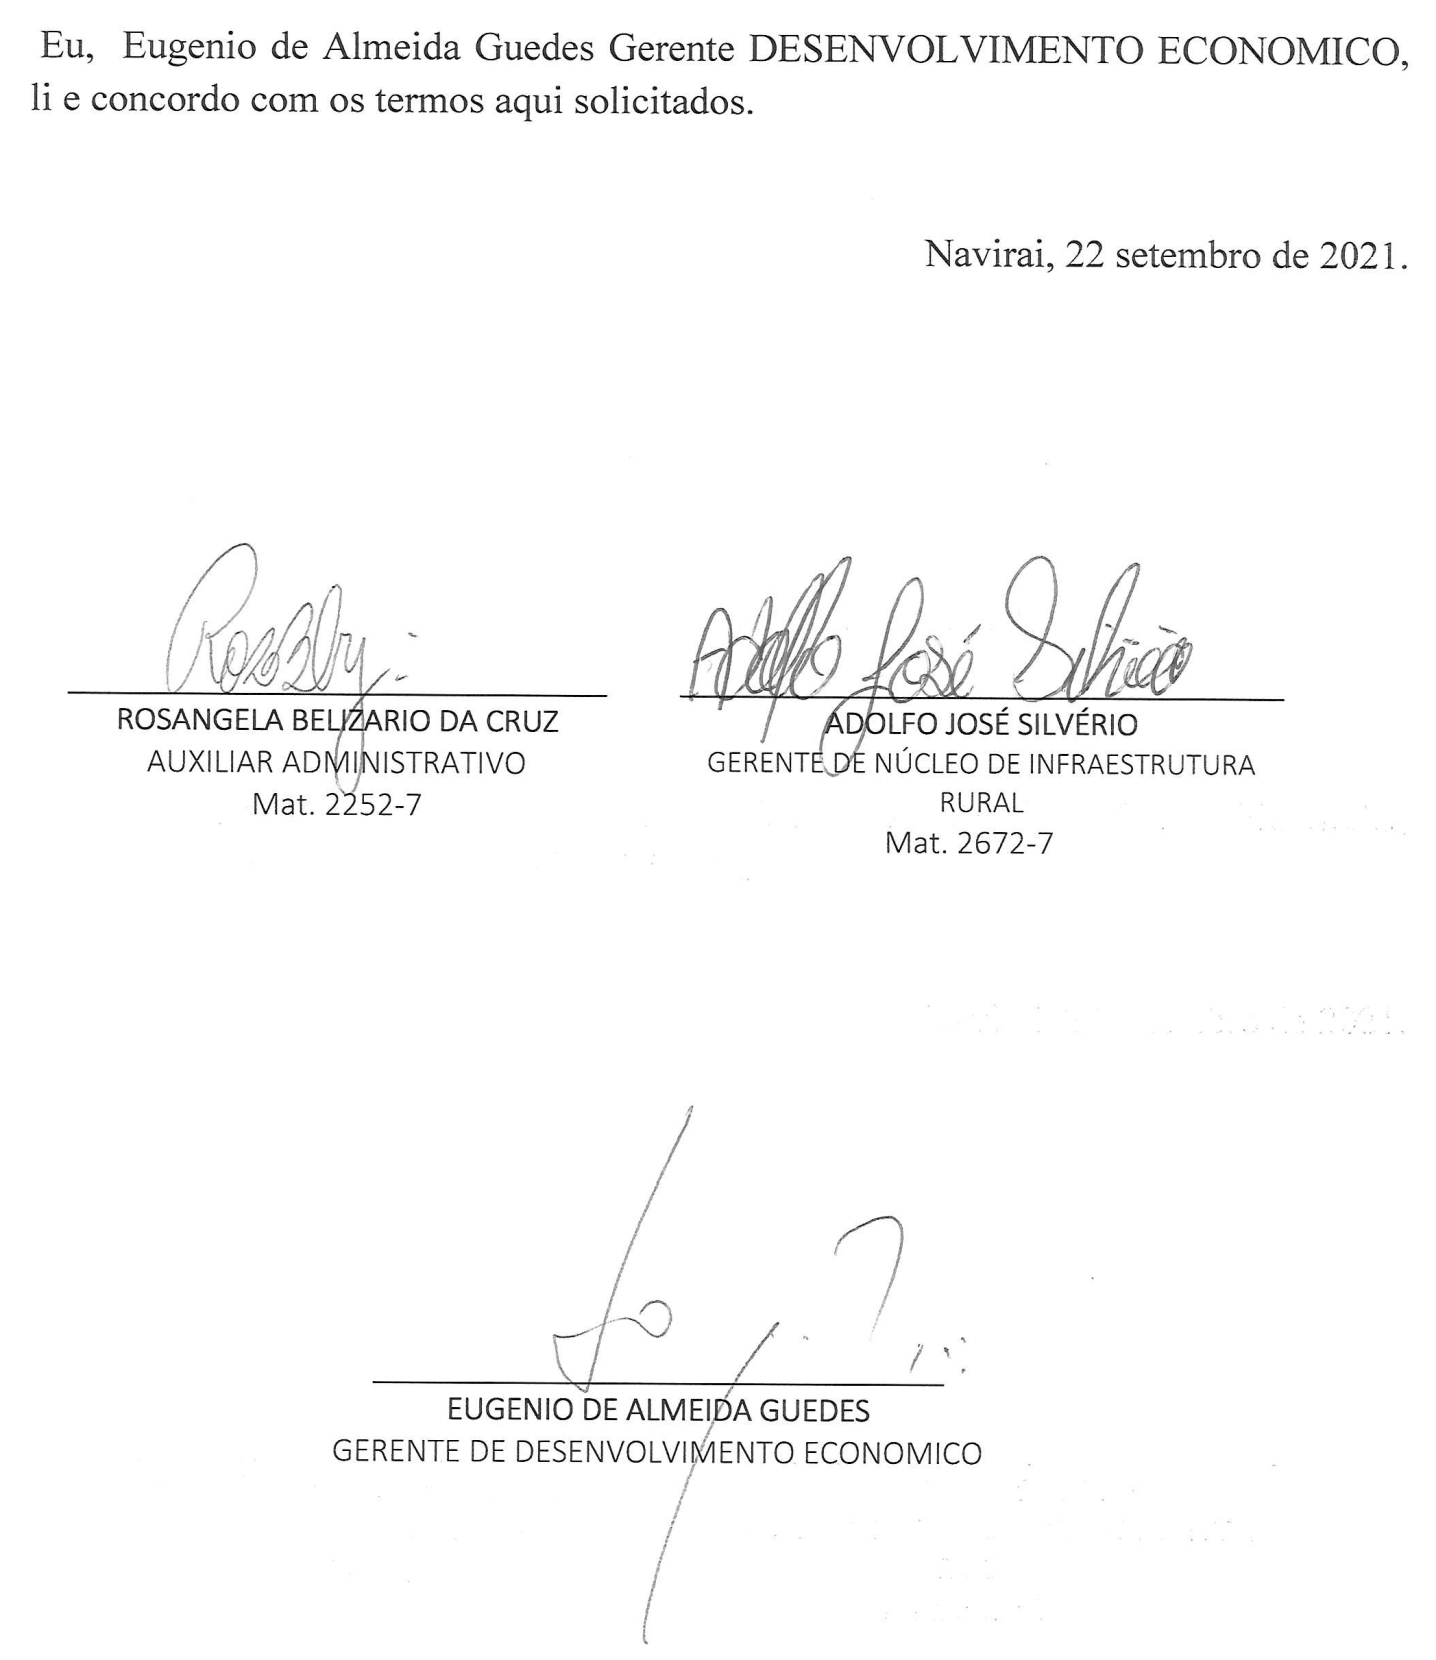 Eu, Eugenio de Almeida Guedes Gerente DESENVOLVIMENTO ECONOMICO,
li e concordo com os termos aqui solicitados.
Navirai, 22 setembro de 2021.
Adolfo José Silvério
ROSANGELA BELIZARIO DA CRUZ
AUXILIAR ADMINISTRATIVO
Mat. 2252-7
ADOLFO JOSÉ SILVÉRIO
GERENTE DE NÚCLEO DE INFRAESTRUTURA
RURAL
Mat. 2672-7
EUGENIO DE ALMEIDA GUEDES
GERENTE DE DESENVOLVIMENTO ECONOMICO